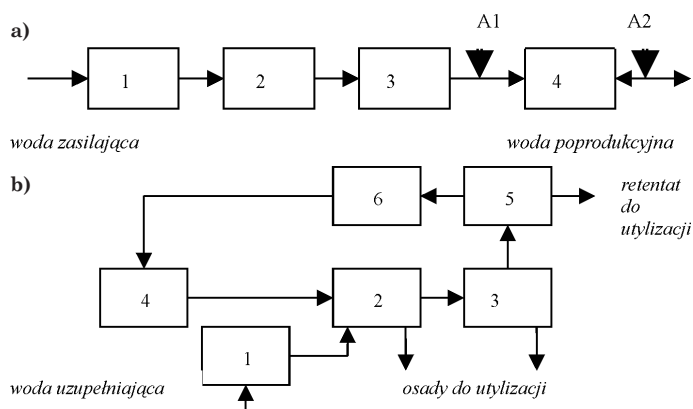 a)
A1
A2
1
2
3
4
woda zasilająca
woda poprodukcyjna
b)
6
5
retentat
do
utylizacji
4
2
3
1
woda uzupełniająca
osady do utylizacji